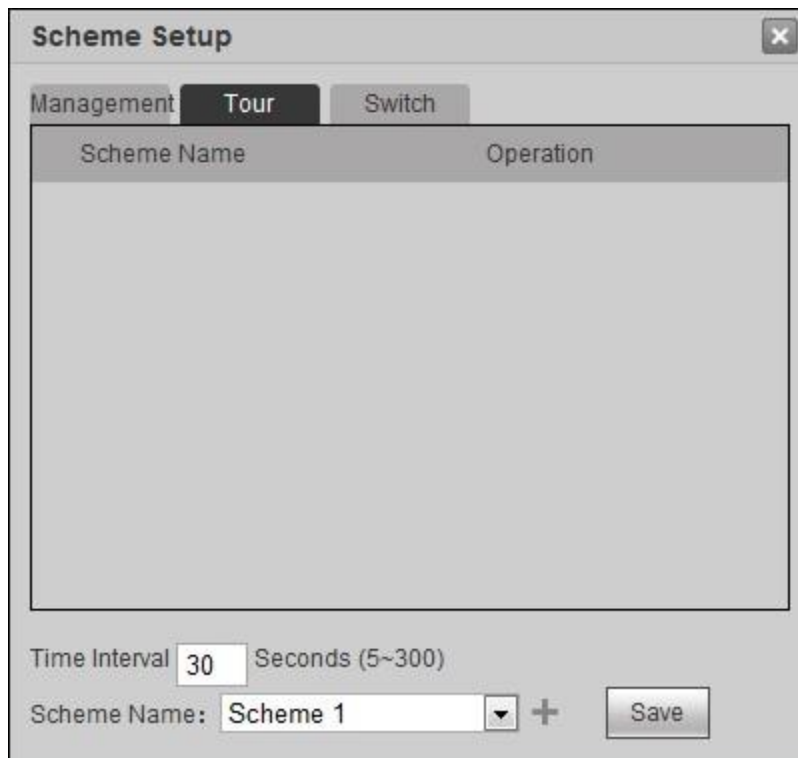 Scheme Setup
Management Tour Switch
Scheme Name Operation
Time Interval 30 Seconds (5~300)
Scheme Name: Scheme 1 + Save